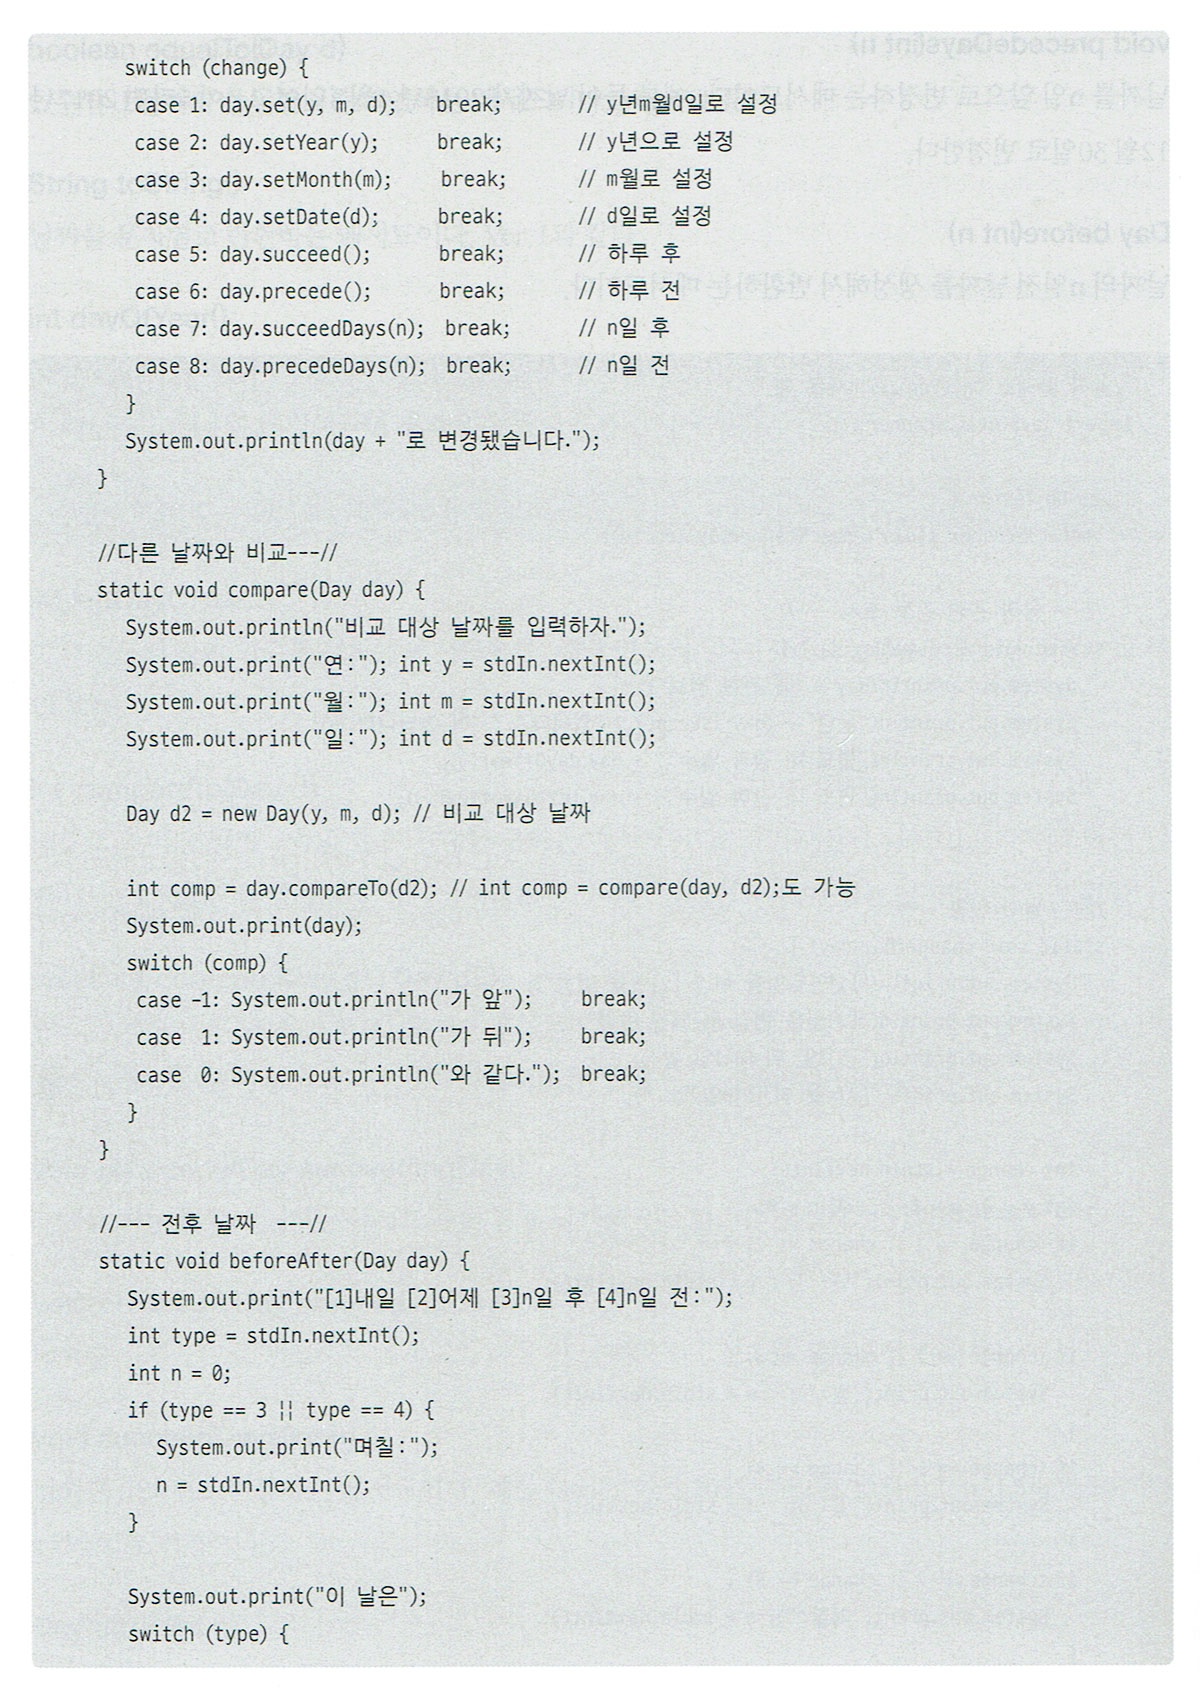 switch (change) {
case 1: day.set(y, m, d); break; // y년m월d일로 설정
case 2: day.setYear(y); break; // y년으로 설정
case 3: day.setMonth(m); break; // m월로 설정
case 4: day.setDate(d); break; // d일로 설정
case 5: day.succeed(); break; // 하루 후
case 6: day.precede(); break; // 하루 전
case 7: day.succeedDays(n); break; // n일 후
case 8: day.precedeDays(n); break; // n일 전
}
System.out.println(day + "로 변경됐습니다.");
}
//다른 날짜와 비교---//
static void compare(Day day) {
System.out.println("비교 대상 날짜를 입력하자.");
System.out.print("연:"); int y = stdIn.nextInt();
System.out.print("월:"); int m = stdIn.nextInt();
System.out.print("일:"); int d = stdIn.nextInt();
Day d2 = new Day(y, m, d); // 비교 대상 날짜
int comp = day.compareTo(d2); // int comp = compare(day, d2);도 가능
System.out.print(day);
switch (comp) {
case -1: System.out.println("가 앞"); break;
case 1: System.out.println("가 뒤"); break;
case 0: System.out.println("와 같다."); break;
}
}
//--- 전후 날짜 ---//
static void beforeAfter(Day day) {
System.out.print("[1]내일 [2]어제 [3]n일 후 [4]n일 전:");
int type = stdIn.nextInt();
int n = 0;
if (type == 3 || type == 4) {
System.out.print("며칠:");
n = stdIn.nextInt();
}
System.out.print("이 날은");
switch (type) {